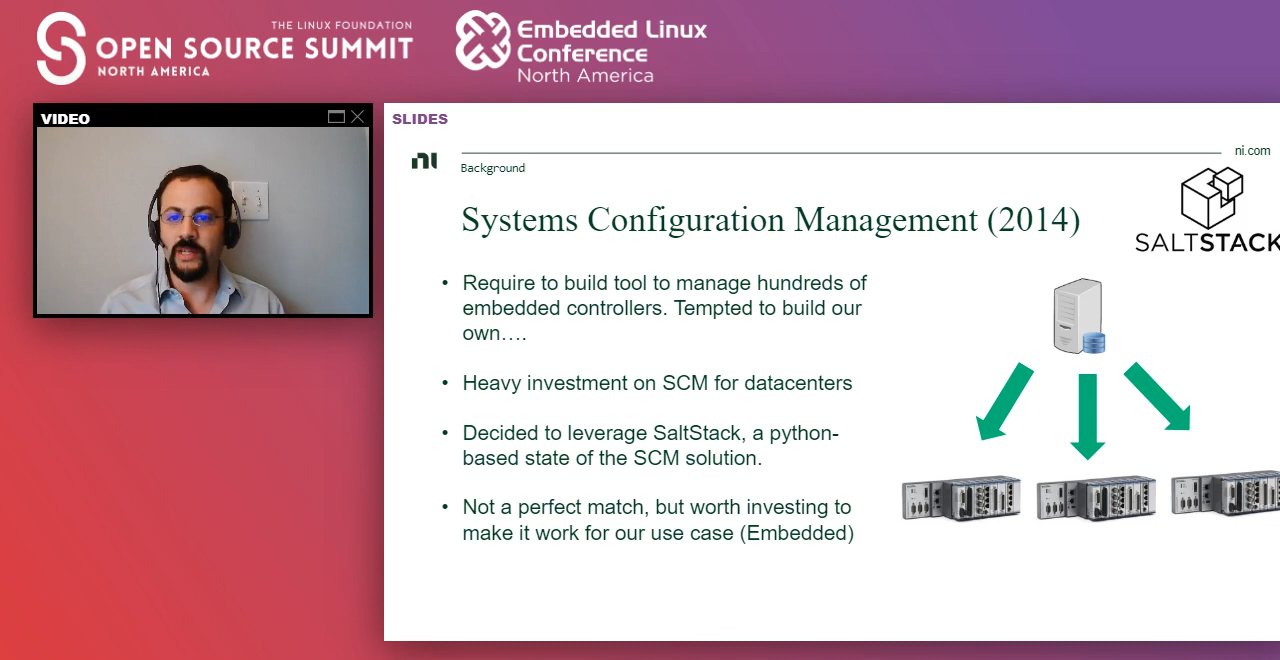 THE LINUX FOUNDATION
OPEN SOURCE SUMMIT
NORTH AMERICA
Embedded Linux
Conference
North America
VIDEO
SLIDES
ni
ni.com
Background
Systems Configuration Management (2014)
SALTSTACK
• Require to build tool to manage hundreds of
embedded controllers. Tempted to build our
own….
• Heavy investment on SCM for datacenters
• Decided to leverage SaltStack, a python-
based state of the SCM solution.
• Not a perfect match, but worth investing to
make it work for our use case (Embedded)